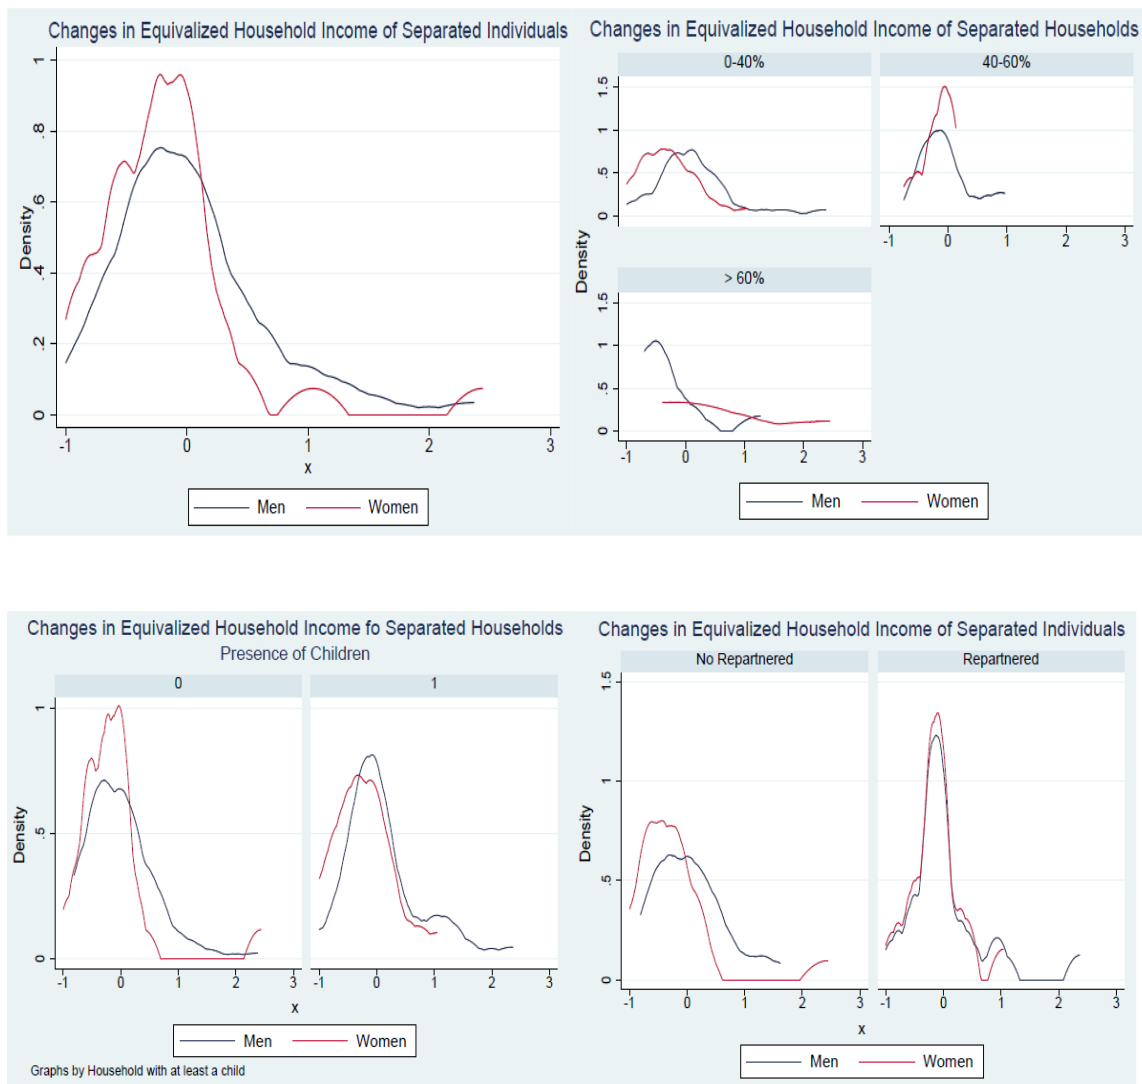 Changes in Equivalized Household Income of Separated Individuals
Density
1
.8
.6
.4
.2
0
-1 0 1 2 3
x
Men Women
Changes in Equivalized Household Income of Separated Households
0-40% 40-60%
1.5
1
.5
0
-1 0 1 2 3
> 60%
Density
1.5
1
.5
0
-1 0 1 2 3
Men Women
Changes in Equivalized Household Income fo Separated Households
Presence of Children
0 1
Density
1
.5
0
-1 0 1 2 3 -1 0 1 2 3
x
Men Women
Graphs by Household with at least a child
Changes in Equivalized Household Income of Separated Individuals
No Repartnered Repartnered
Density
1.5
1
.5
0
-1 0 1 2 3 -1 0 1 2 3
x
Men Women